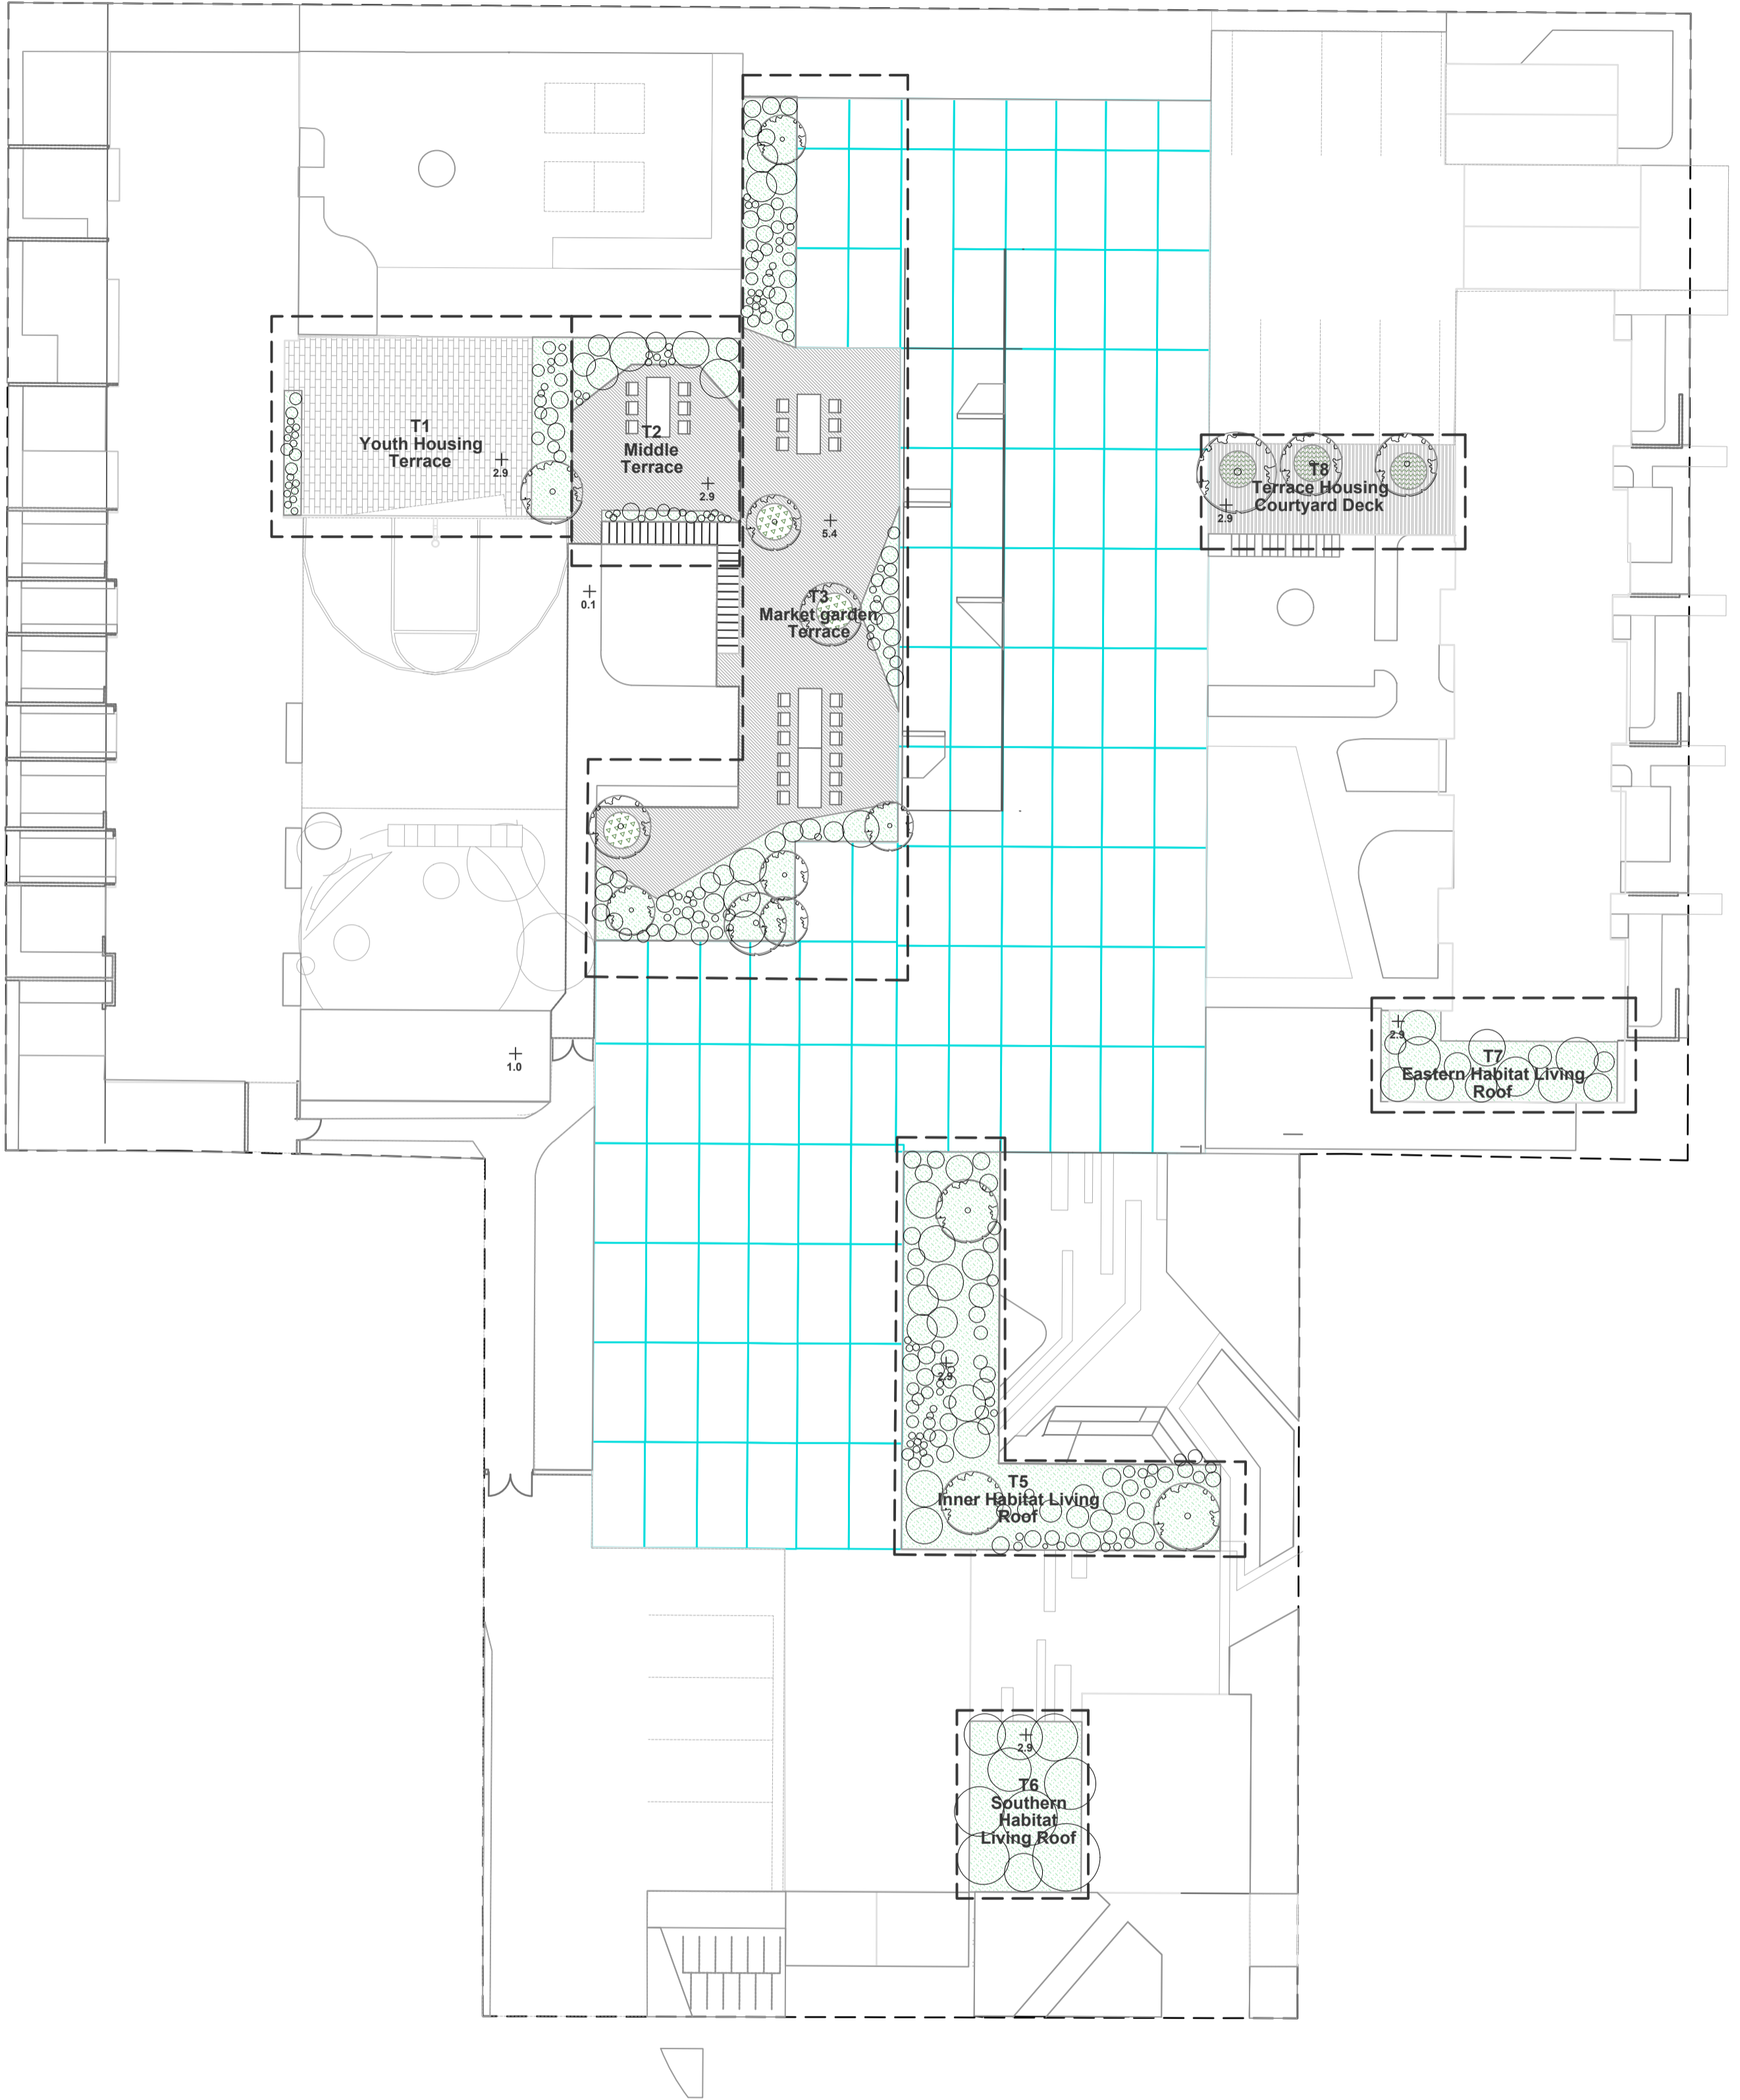 T1
Youth Housing
Terrace
2.9
T2
Middle
Terrace
2.9
5.4
T8
Terrace Housing
Courtyard Deck
2.9
0.1
T3
Market garden
Terrace
1.0
2.9
T7
Eastern Habitat Living
Roof
2.9
T5
Inner Habitat Living
Roof
2.9
T6
Southern
Habitat
Living Roof